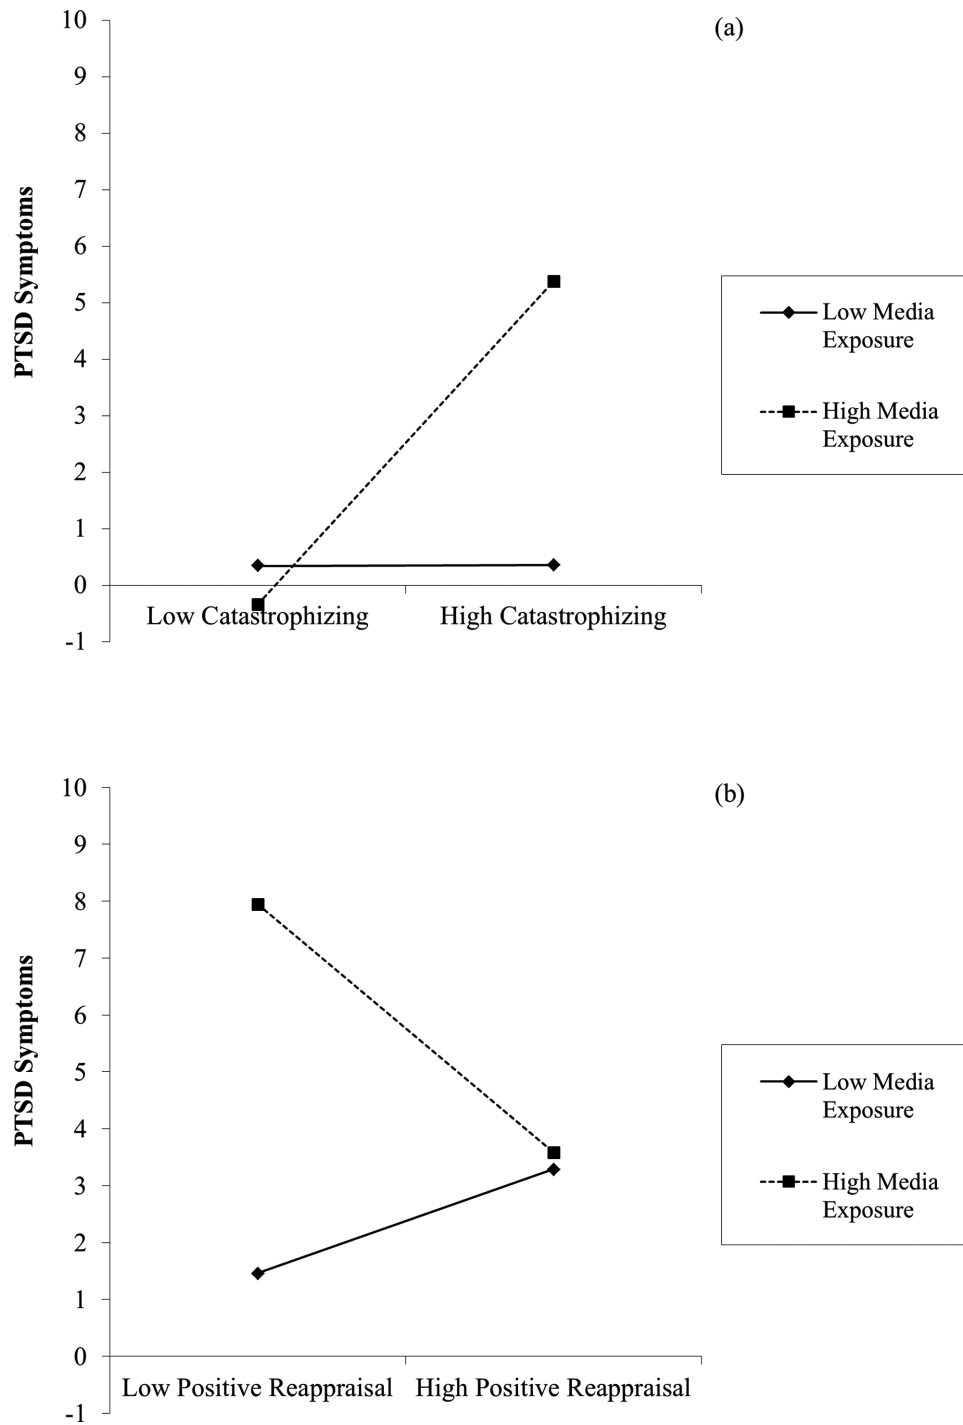 (a)
10
9
8
7
6
5
4
3
2
1
0
-1
PTSD Symptoms
Low Catastrophizing
High Catastrophizing
Low Media
Exposure
High Media
Exposure
(b)
10
9
8
7
6
5
4
3
2
1
0
-1
PTSD Symptoms
Low Positive Reappraisal
High Positive Reappraisal
Low Media
Exposure
High Media
Exposure